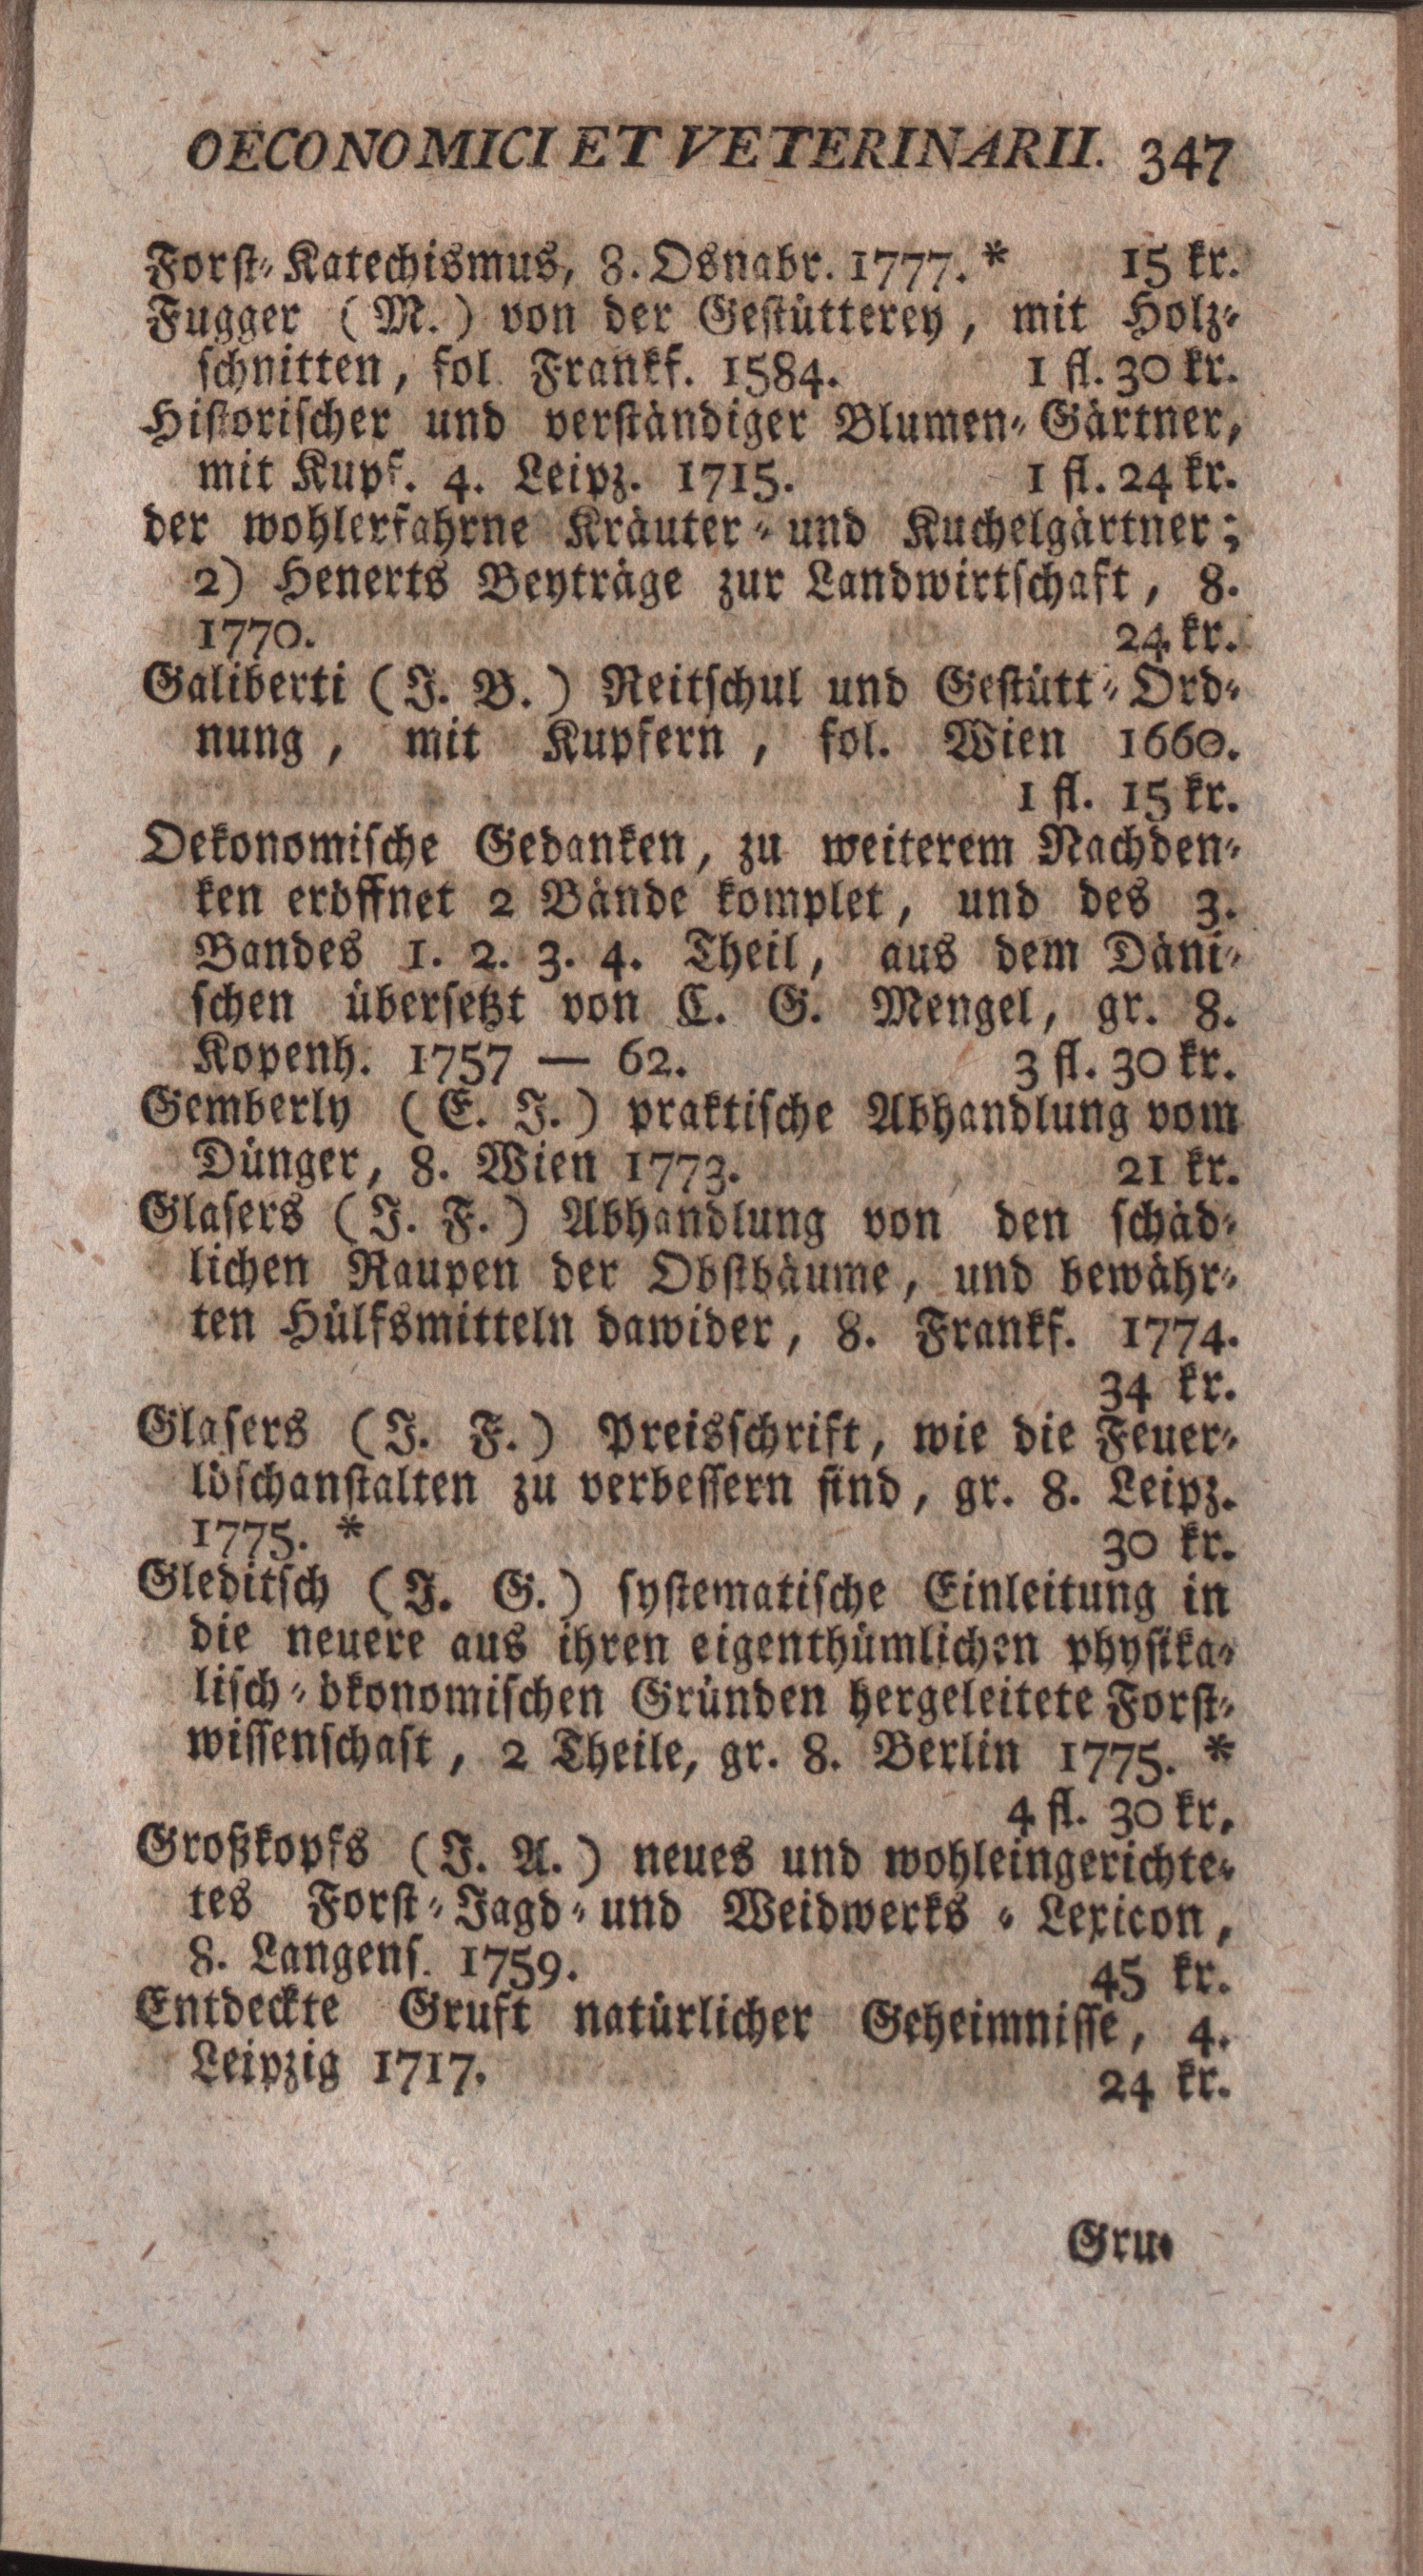 OECONOMICI ET VETERINARII. 347
Forst-Katechismus, 8. Osnabr. 1777. * 15 kr.
Fugger (M.) von der Gestütterey, mit Holz-
schnitten, fol. Frankf. 1584. 1 fl. 30 kr.
Historischer und verständiger Blumen-Gärtner,
mit Kupf. 4. Leipz. 1715. 1 fl. 24 kr.
der wohlerfahrne Kräuter- und Kuchelgärtner;
2) Henerts Beyträge zur Landwirtschaft, 8.
1770. 24 kr.
Galiberti (J. B.) Reitschul und Gestütt-Ord-
nung, mit Kupfern, fol. Wien 1660.
1 fl. 15 kr.
Oekonomische Gedanken, zu weiterem Nachden-
ken eröffnet 2 Bände komplet, und des 3.
Bandes 1. 2. 3. 4. Theil, aus dem Däni-
schen übersetzt von C. G. Mengel, gr. 8.
Kopenh. 1757 — 62. 3 fl. 30 kr.
Gemberly (E. J.) praktische Abhandlung vom
Dünger, 8. Wien 1773. 21 kr.
Glasers (J. F.) Abhandlung von den schäd-
lichen Raupen der Obstbäume, und bewähr-
ten Hülfsmitteln dawider, 8. Frankf. 1774.
34 kr.
Glasers (J. F.) Preisschrift, wie die Feuer-
löschanstalten zu verbessern sind, gr. 8. Leipz.
1775. * 30 kr.
Gleditsch (J. G.) systematische Einleitung in
die neuere aus ihren eigenthümlichen physika-
lisch-ökonomischen Gründen hergeleitete Forst-
wissenschaft, 2 Theile, gr. 8. Berlin 1775. *
4 fl. 30 kr.
Großkopfs (J. A.) neues und wohleingerichte-
tes Forst-Jagd- und Weidwerks-Lexicon,
8. Langens. 1759. 45 kr.
Entdeckte Gruft natürlicher Geheimnisse, 4.
Leipzig 1717. 24 kr.
Gru-